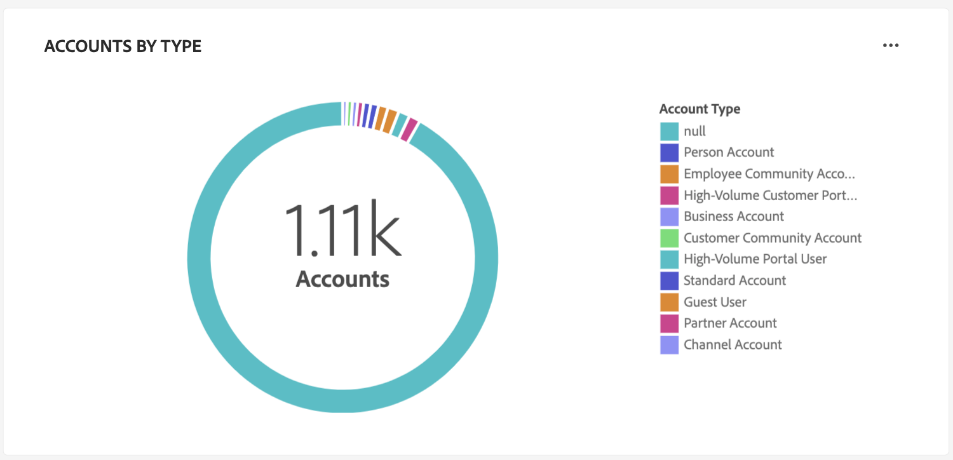 ACCOUNTS BY TYPE
1.11k
Accounts
Account Type
null
Person Account
Employee Community Acco...
High-Volume Customer Port...
Business Account
Customer Community Account
High-Volume Portal User
Standard Account
Guest User
Partner Account
Channel Account